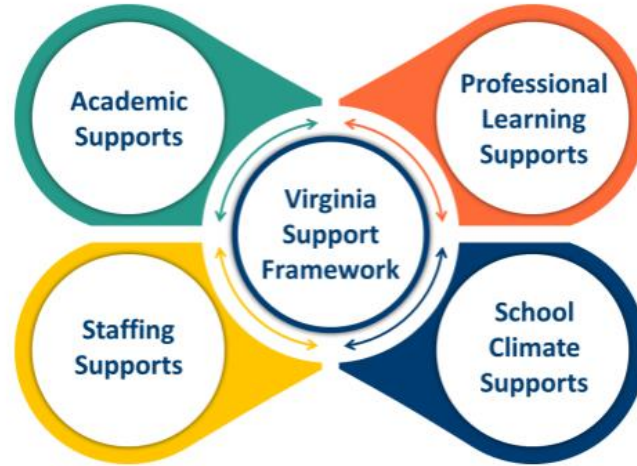 Academic
Supports
Professional
Learning
Supports
Virginia
Support
Framework
Staffing
Supports
School
Climate
Supports